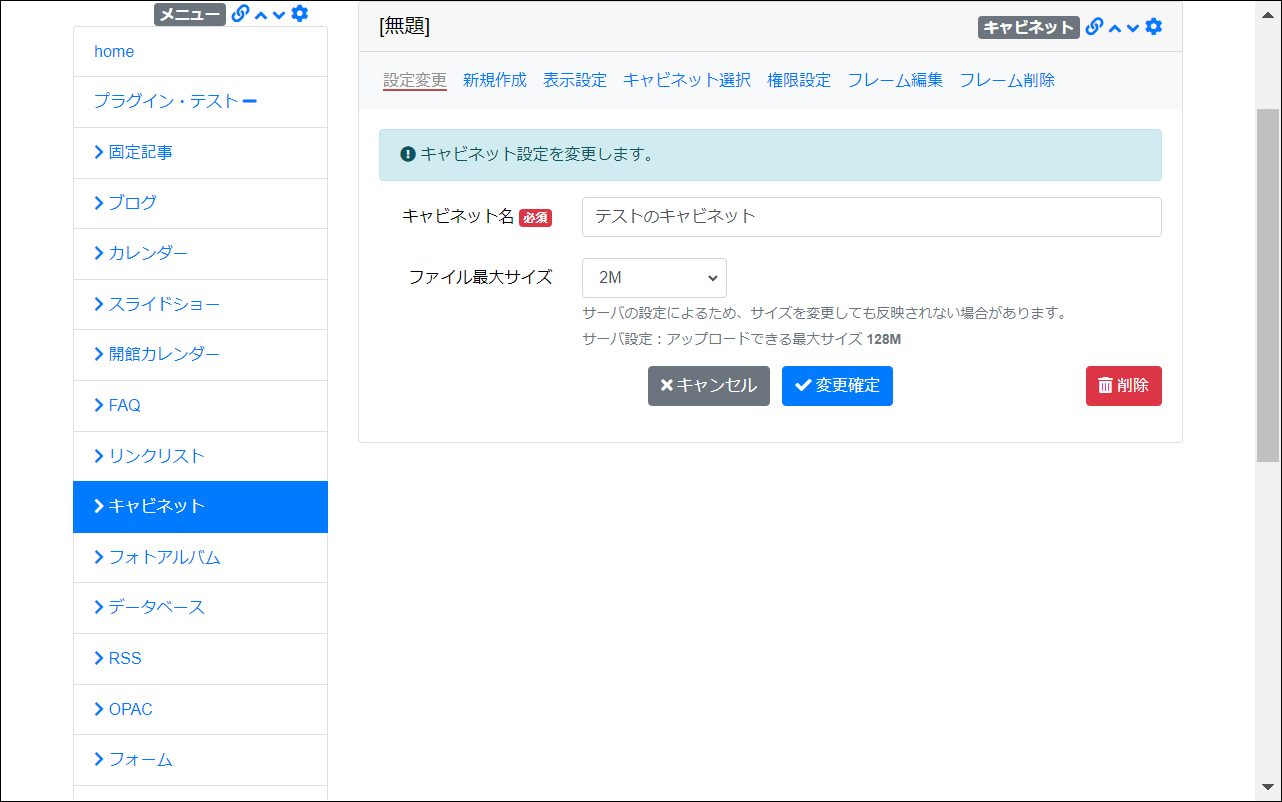 メニュー
home
プラグイン・テスト
固定記事
ブログ
カレンダー
スライドショー
開館カレンダー
FAQ
リンクリスト
キャビネット
フォトアルバム
データベース
RSS
OPAC
フォーム
[無題] キャビネット
設定変更 新規作成 表示設定 キャビネット選択 権限設定 フレーム編集 フレーム削除
キャビネット設定を変更します。
キャビネット名 必須 テストのキャビネット
ファイル最大サイズ 2M
サーバの設定によるため、サイズを変更しても反映されない場合があります。
サーバ設定：アップロードできる最大サイズ 128M
キャンセル 変更確定 削除